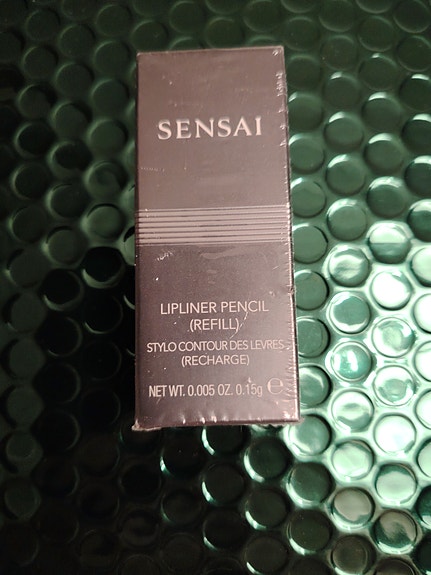 SENSAI
LIPLINER PENCIL
(REFILL)
STYLO CONTOUR DES LEVRES
(RECHARGE)
NET WT. 0.005 OZ. 0.15g ℮